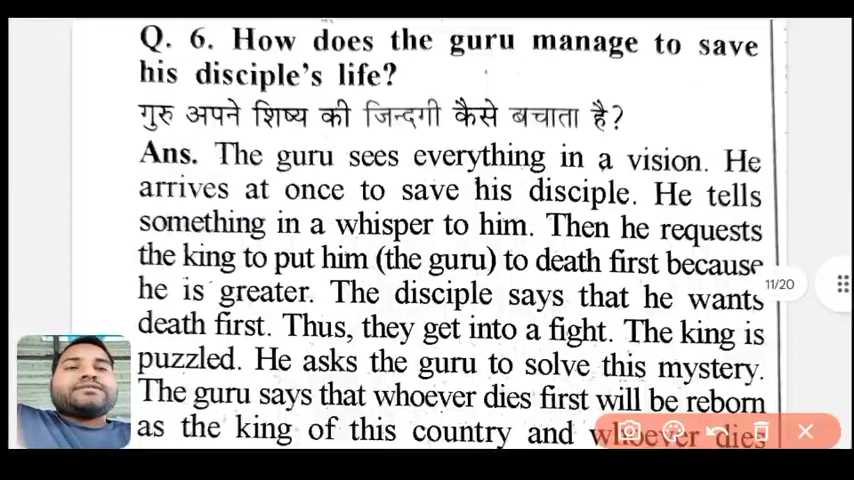 Q. 6. How does the guru manage to save
his disciple's life?
गुरु अपने शिष्य की जिन्दगी कैसे बचाता है?
Ans. The guru sees everything in a vision. He
arrives at once to save his disciple. He tells
something in a whisper to him. Then he requests
the king to put him (the guru) to death first because
he is greater. The disciple says that he wants
death first. Thus, they get into a fight. The king is
puzzled. He asks the guru to solve this mystery.
The guru says that whoever dies first will be reborn
as the king of this country and whoever dies
11/20